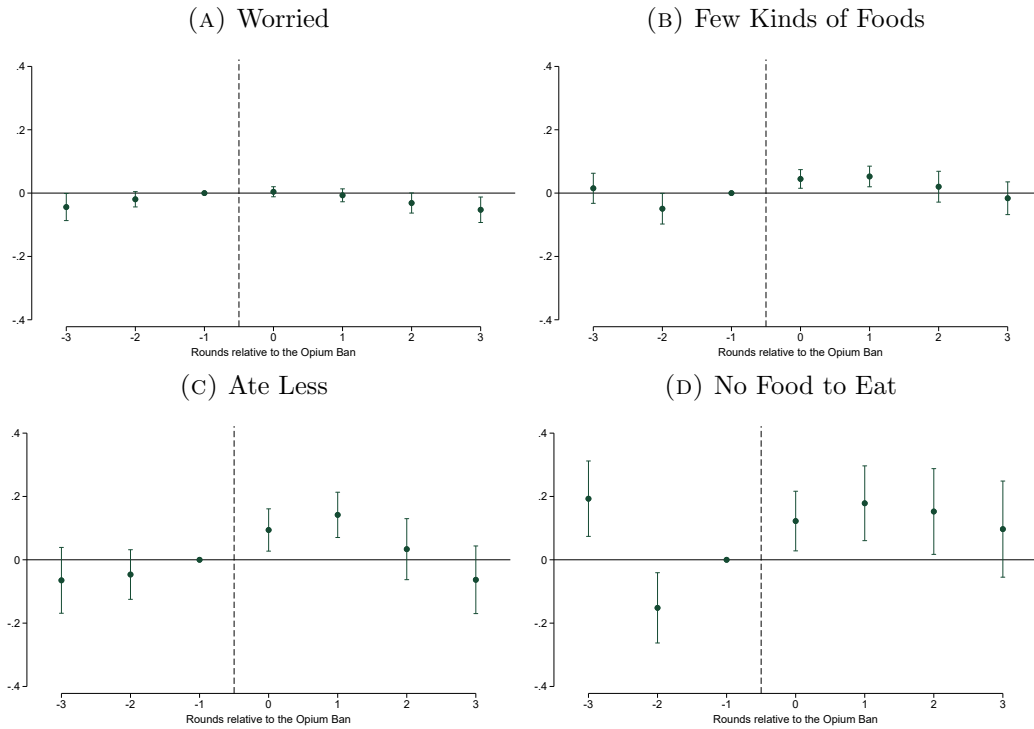 (A) Worried
.4
.2
0
-.2
-.4
-3 -2 -1 0 1 2 3
Rounds relative to the Opium Ban
(B) Few Kinds of Foods
.4
.2
0
-.2
-.4
-3 -2 -1 0 1 2 3
Rounds relative to the Opium Ban
(C) Ate Less
.4
.2
0
-.2
-.4
-3 -2 -1 0 1 2 3
Rounds relative to the Opium Ban
(D) No Food to Eat
.4
.2
0
-.2
-.4
-3 -2 -1 0 1 2 3
Rounds relative to the Opium Ban